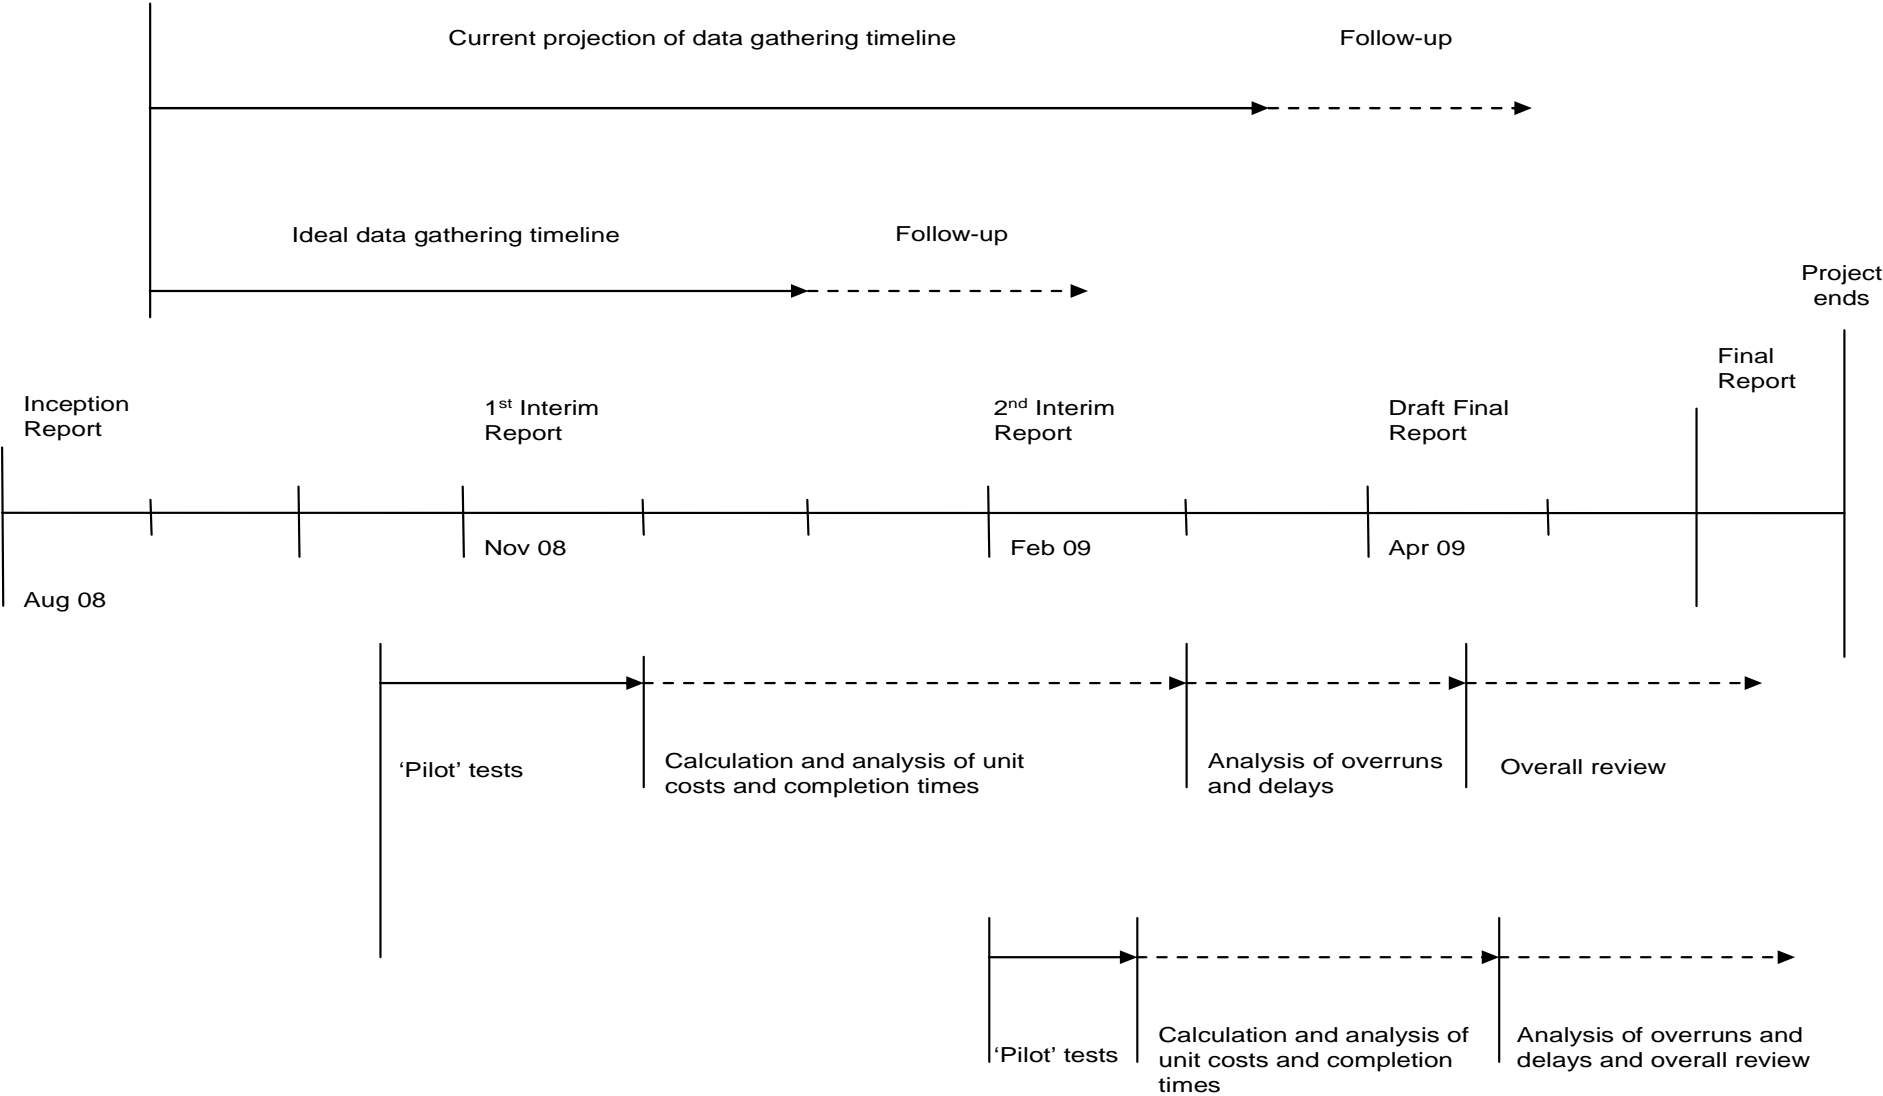 Current projection of data gathering timeline
Follow-up
Ideal data gathering timeline
Follow-up
Project
ends
Final
Report
Inception
Report
1st Interim
Report
2nd Interim
Report
Draft Final
Report
Nov 08
Feb 09
Apr 09
Aug 08
‘Pilot’ tests
Calculation and analysis of unit
costs and completion times
Analysis of overruns
and delays
Overall review
‘Pilot’ tests
Calculation and analysis of
unit costs and completion
times
Analysis of overruns and
delays and overall review